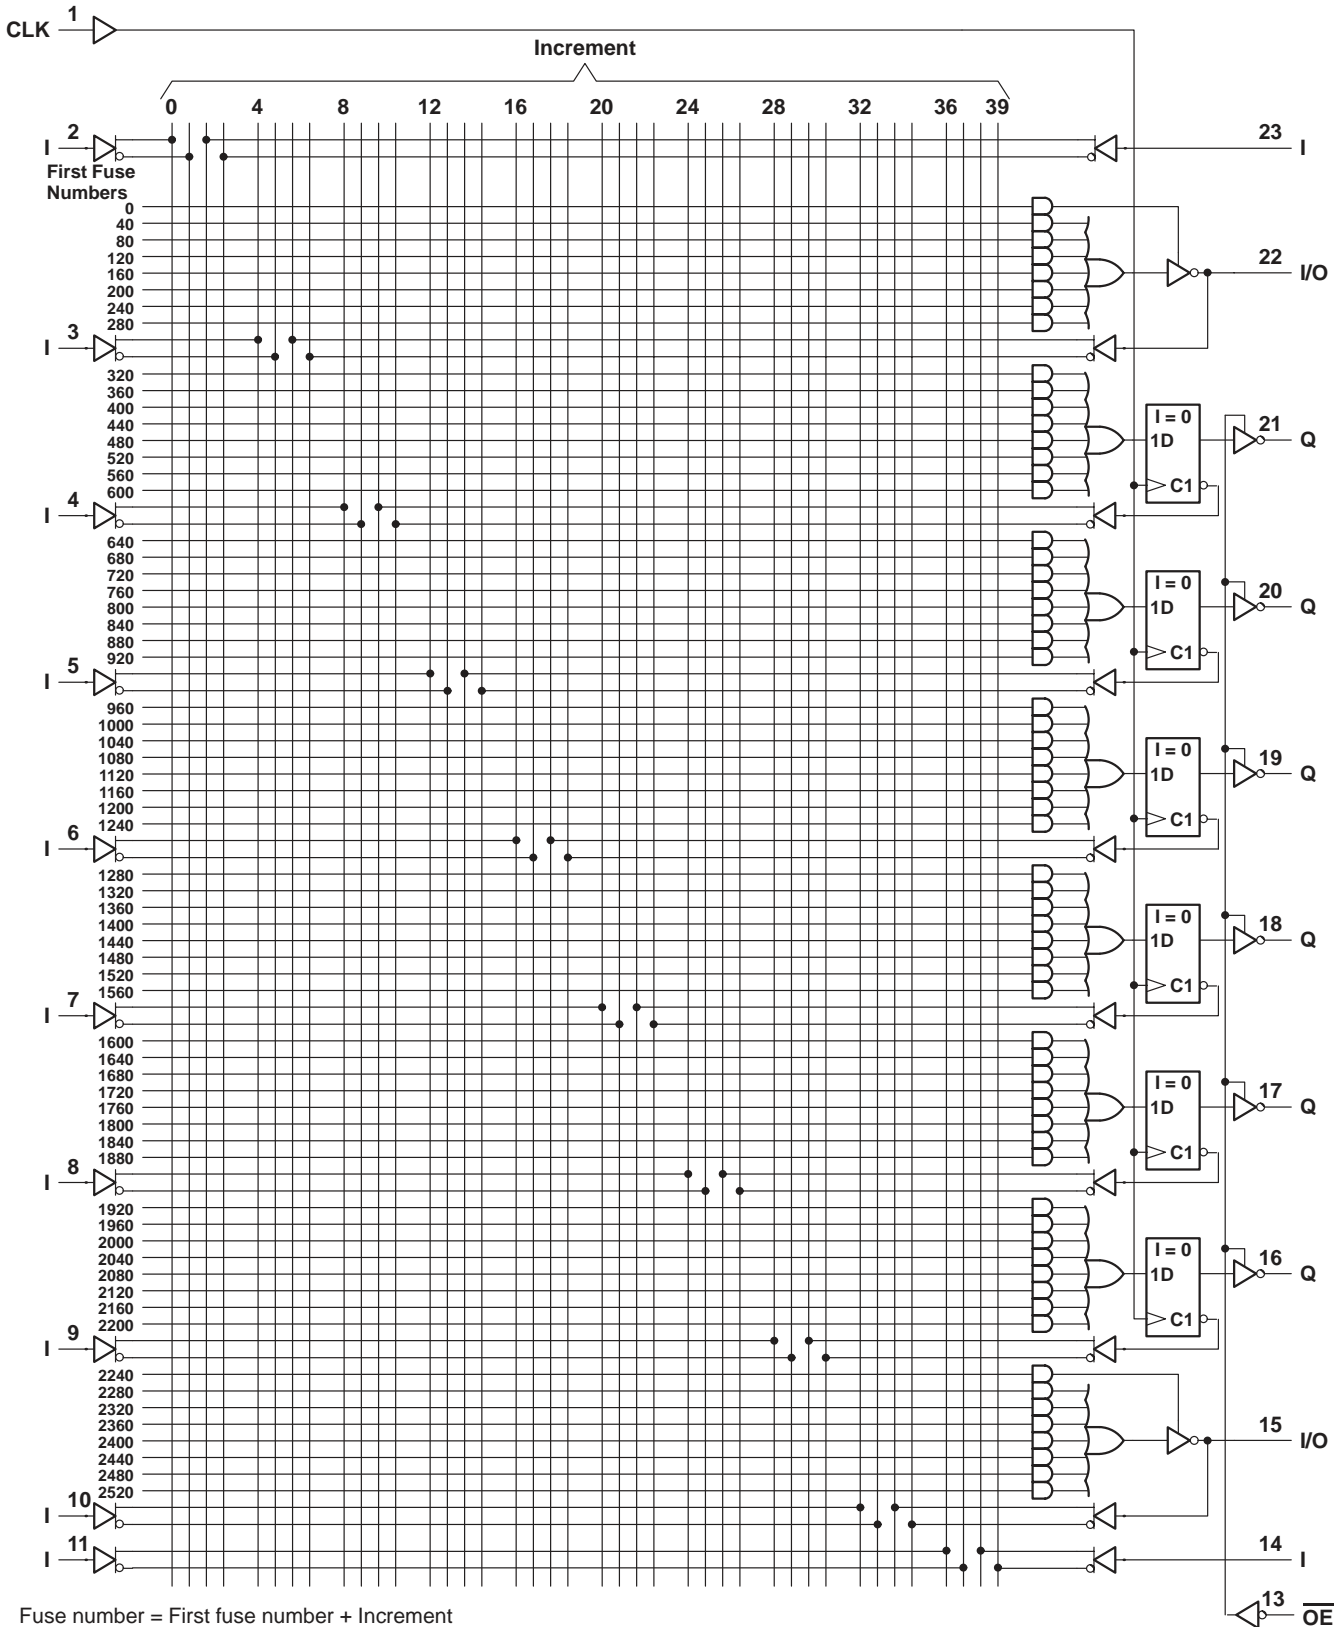 CLK 1
Increment
0 4 8 12 16 20 24 28 32 36 39
I 2 23 I
First Fuse
Numbers
0
40
80
120
160 22 I/O
200
240
280
I 3
320
360
400 I = 0
440 21 Q
480 1D
520
560
600 C1
I 4
640
680
720 I = 0
760 20 Q
800 1D
840
880
920 C1
I 5
960
1000
1040 I = 0
1080 19 Q
1120 1D
1160
1200
1240 C1
I 6
1280
1320
1360 I = 0
1400 18 Q
1440 1D
1480
1520
1560 C1
I 7
1600
1640
1680 I = 0
1720 17 Q
1760 1D
1800
1840
1880 C1
I 8
1920
1960
2000 I = 0
2040 16 Q
2080 1D
2120
2160
2200 C1
I 9
2240
2280
2320
2360
2400 15 I/O
2440
2480
2520
I 10
I 11 14 I
Fuse number = First fuse number + Increment 13 OE